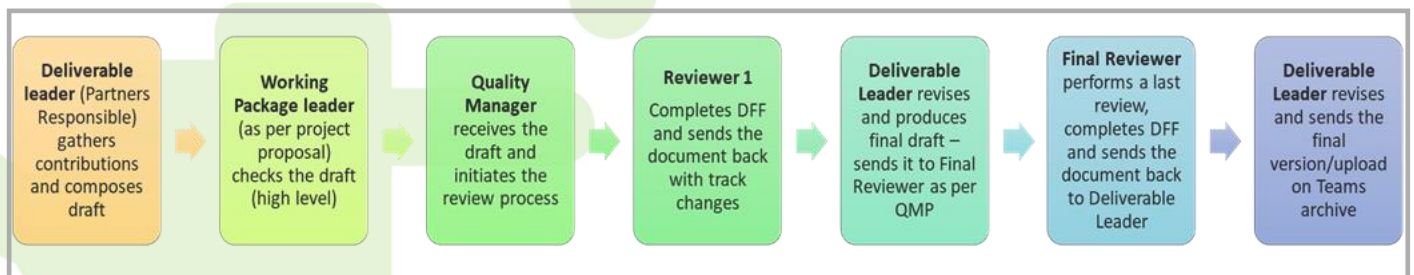 Deliverable
leader (Partners
Responsible)
gathers
contributions
and composes
draft
Working
Package leader
(as per project
proposal)
checks the draft
(high level)
Quality
Manager
receives the
draft and
initiates the
review process
Reviewer 1
Completes DFF
and sends the
document back
with track
changes
Deliverable
Leader revises
and produces
final draft –
sends it to Final
Reviewer as per
QMP
Final Reviewer
performs a last
review,
completes DFF
and sends the
document back
to Deliverable
Leader
Deliverable
Leader revises
and sends the
final
version/upload
on Teams
archive